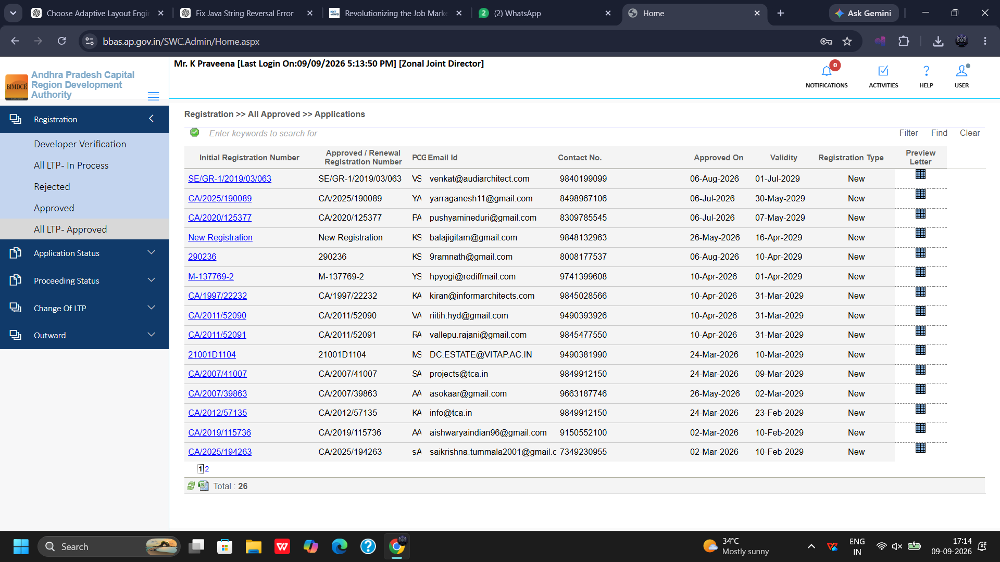 Choose Adaptive Layout Engin
Fix Java String Reversal Error
Revolutionizing the Job Marke
2 (2) WhatsApp
Home
Ask Gemini
bbas.ap.gov.in/SWC.Admin/Home.aspx
BIMDCR
Andhra Pradesh Capital
Region Development
Authority
Mr. K Praveena [Last Login On:09/09/2026 5:13:50 PM] [Zonal Joint Director]
0
NOTIFICATIONS ACTIVITIES HELP USER
Registration
Developer Verification
All LTP- In Process
Rejected
Approved
All LTP- Approved
Application Status
Proceeding Status
Change Of LTP
Outward
Registration >> All Approved >> Applications
Enter keywords to search for Filter Find Clear
Initial Registration Number Approved / Renewal Registration Number Email Id Contact No. Approved On Validity Registration Type Preview Letter
SE/GR-1/2019/03/063 SE/GR-1/2019/03/063 VS venkat@audiarchitect.com 9840199099 06-Aug-2026 01-Jul-2029 New
CA/2025/190089 CA/2025/190089 YA yarraganesh11@gmail.com 8498967106 06-Jul-2026 30-May-2029 New
CA/2020/125377 CA/2020/125377 pushyamineduri@gmail.com 8309785545 06-Jul-2026 07-May-2029 New
New Registration New Registration KS balajigitam@gmail.com 9848132963 26-May-2026 16-Apr-2029 New
290236 290236 KS 9ramnath@gmail.com 8008177537 06-Aug-2026 10-Apr-2029 New
M-137769-2 M-137769-2 YS hpyogi@rediffmail.com 9741399608 10-Apr-2026 01-Apr-2029 New
CA/1997/22232 CA/1997/22232 KA kiran@informarchitects.com 9845028566 10-Apr-2026 31-Mar-2029 New
CA/2011/52090 CA/2011/52090 VA riitih.hyd@gmail.com 9490393926 10-Apr-2026 31-Mar-2029 New
CA/2011/52091 CA/2011/52091 vallepu.rajani@gmail.com 9845477550 10-Apr-2026 31-Mar-2029 New
21001D1104 21001D1104 DC.ESTATE@VITAP.AC.IN 9490381990 24-Mar-2026 10-Mar-2029 New
CA/2007/41007 CA/2007/41007 SA projects@tca.in 9849912150 24-Mar-2026 09-Mar-2029 New
CA/2007/39863 CA/2007/39863 AA asokaar@gmail.com 9663187746 26-May-2026 02-Mar-2029 New
CA/2012/57135 CA/2012/57135 KA info@tca.in 9849912150 24-Mar-2026 23-Feb-2029 New
CA/2019/115736 CA/2019/115736 AA aishwaryaindian96@gmail.com 9150552100 02-Mar-2026 10-Feb-2029 New
CA/2025/194263 CA/2025/194263 sA saikrishna.tummala2001@gmail.c 7349230955 02-Mar-2026 10-Feb-2029 New
1 2
Total : 26
Search
34°C
Mostly sunny
ENG
IN
17:14
09-09-2026